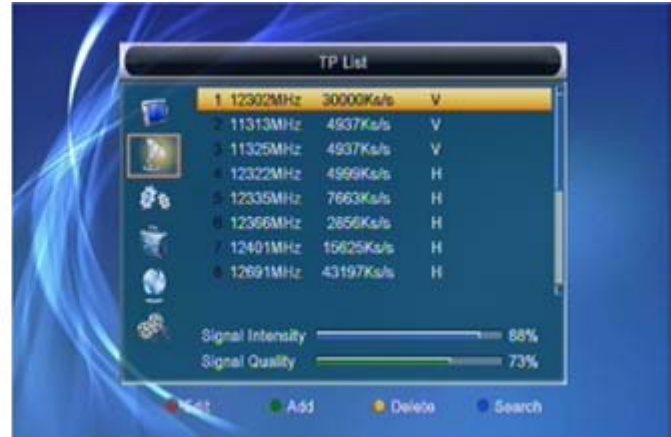 TP List
1 12302MHz 30000Ks/s V
2 11313MHz 4937Ks/s V
3 11325MHz 4937Ks/s V
4 12322MHz 4999Ks/s H
5 12335MHz 7663Ks/s H
6 12366MHz 2856Ks/s H
7 12401MHz 15625Ks/s H
8 12691MHz 43197Ks/s H
Signal Intensity 88%
Signal Quality 73%
Edit Add Delete Search